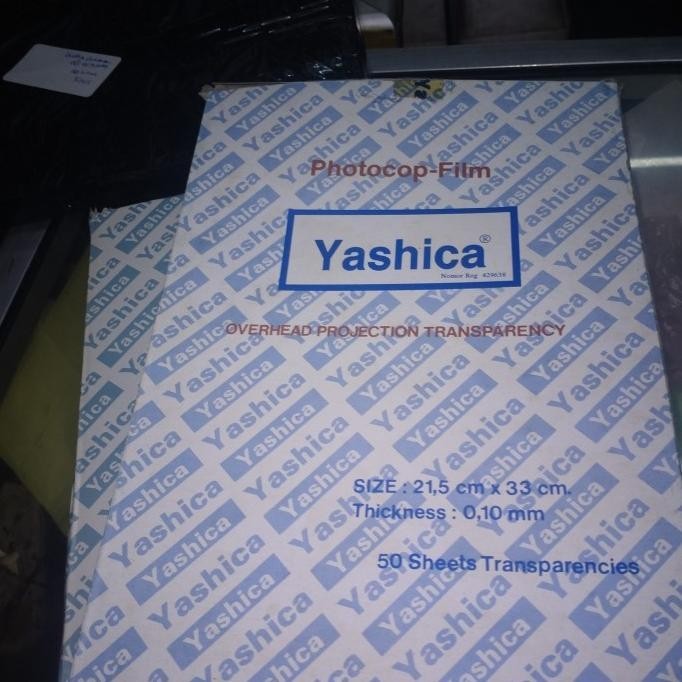 Photocop-Film
Yashica®
Nomor Reg 429638
OVERHEAD PROJECTION TRANSPARENCY
SIZE : 21,5 cm x 33 cm.
Thickness : 0,10 mm
50 Sheets Transparencies